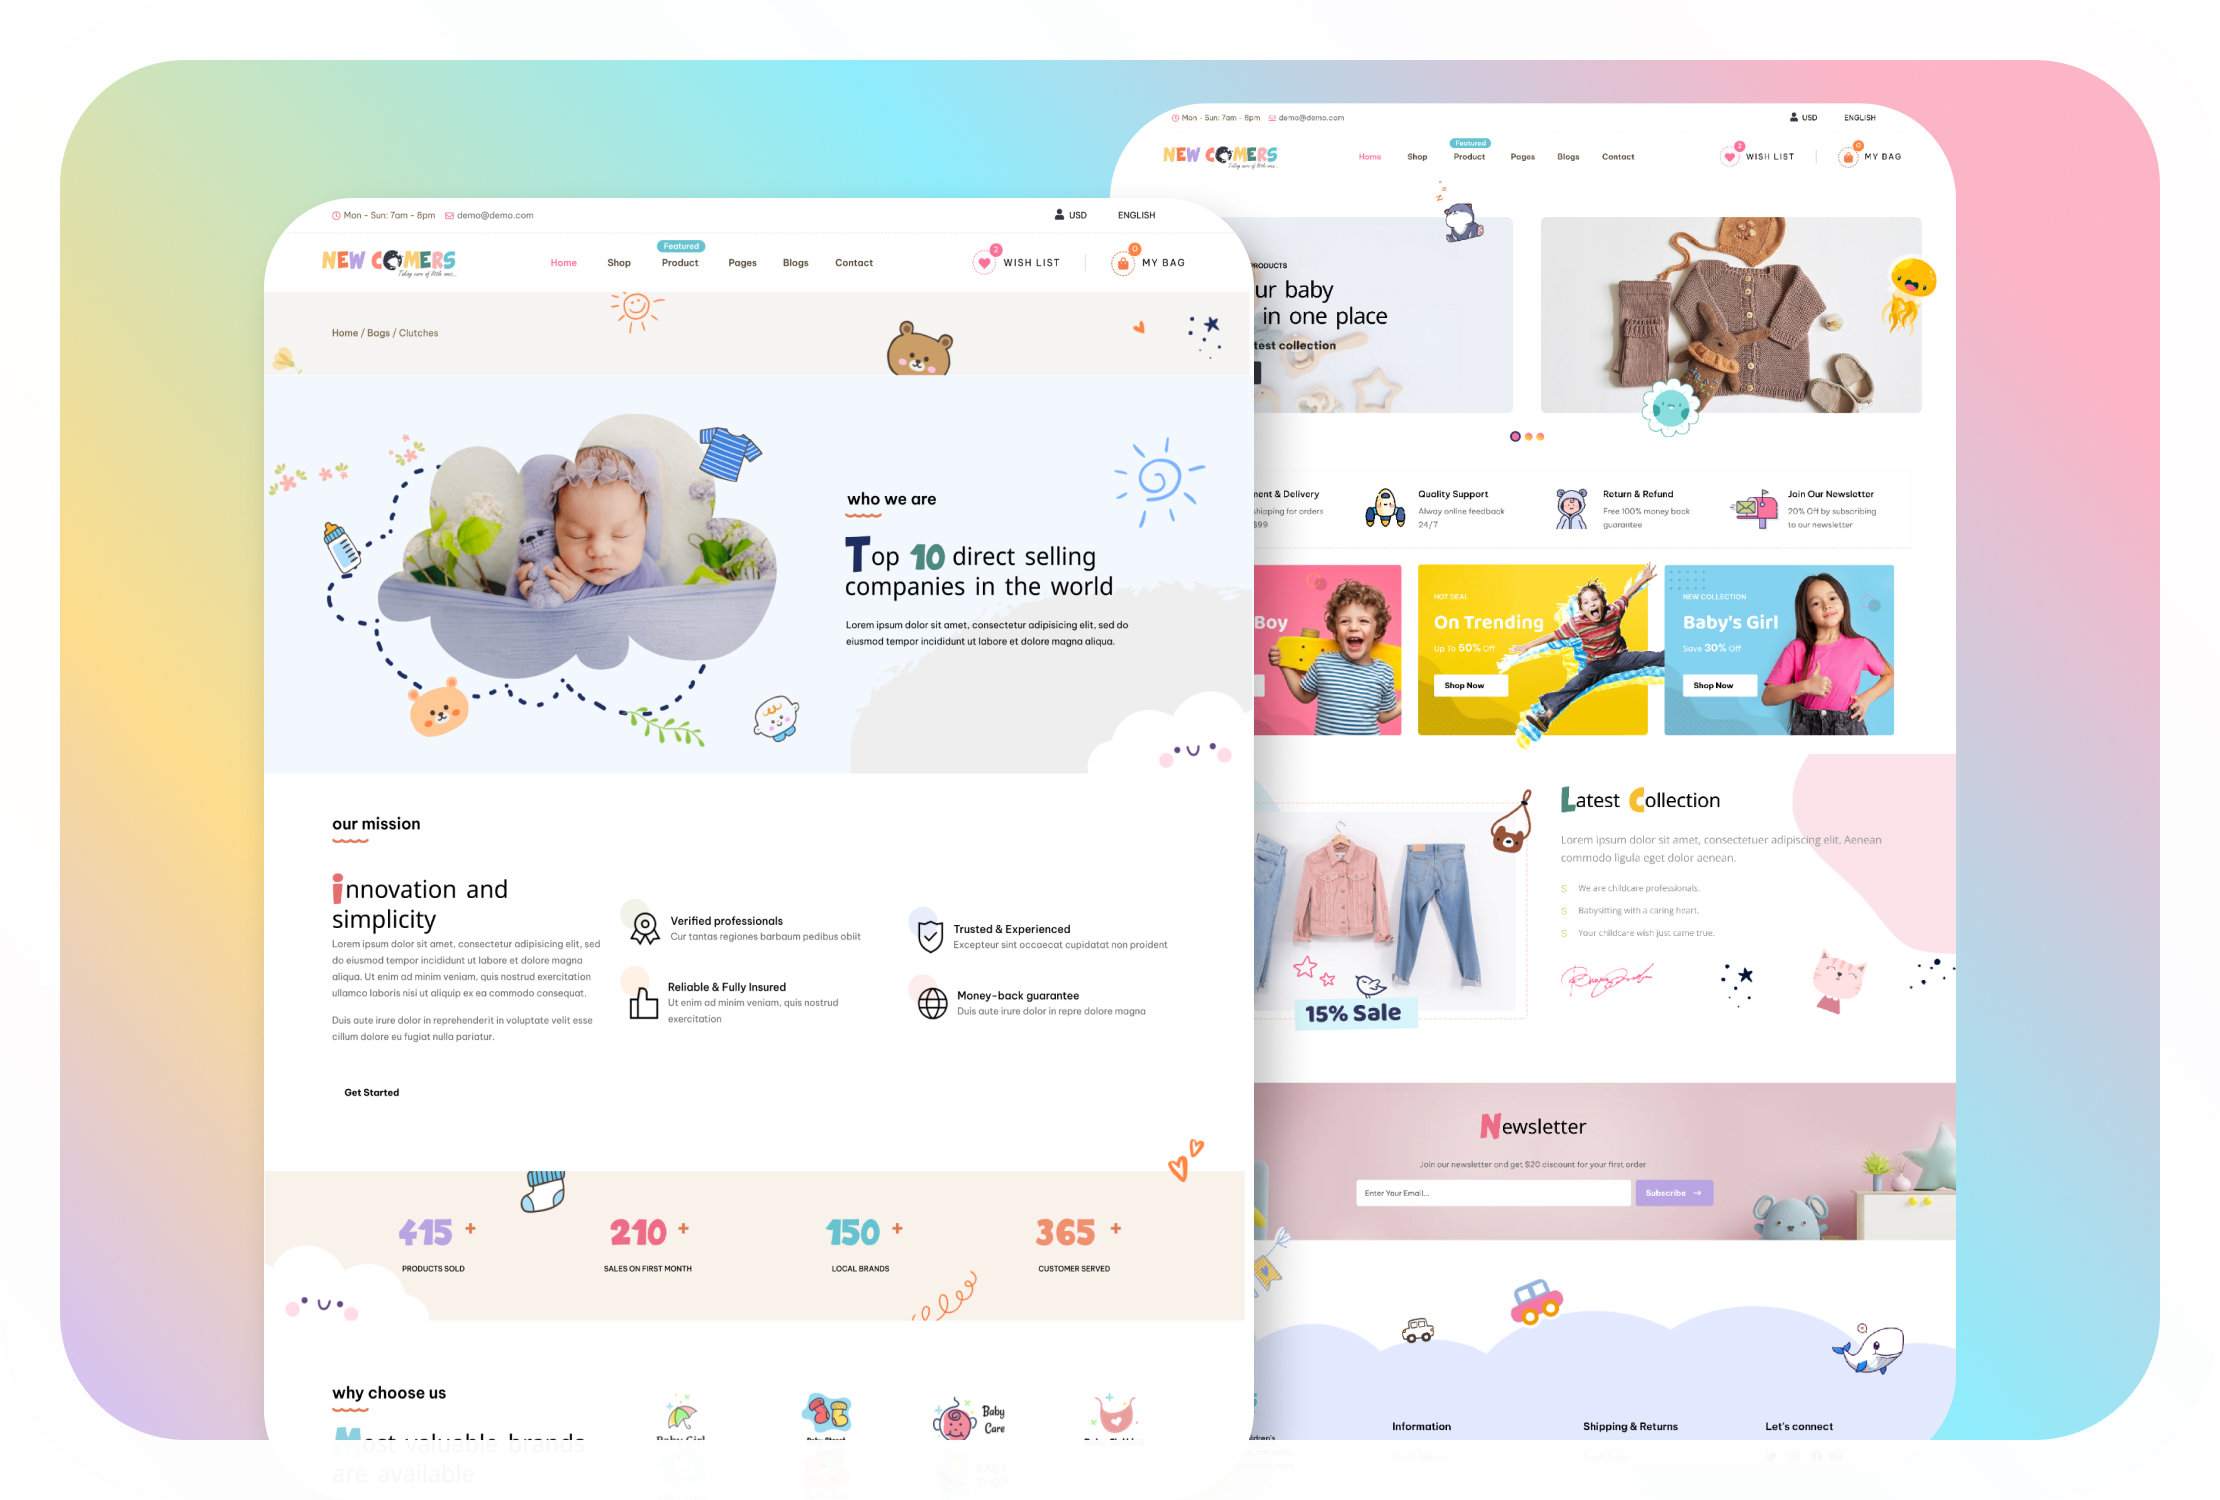 Mon - Sun: 7am - 6pm demo@demo.com USD ENGLISH
NEW COMERS
Taking care of little ones...
Home Shop Featured Product Pages Blogs Contact 2 WISH LIST 0 MY BAG
Home / Bags / Clutches
who we are
Top 10 direct selling
companies in the world
Lorem ipsum dolor sit amet, consectetur adipisicing elit, sed do
eiusmod tempor incididunt ut labore et dolore magna aliqua.
our mission
innovation and
simplicity
Lorem ipsum dolor sit amet, consectetur adipisicing elit, sed
do eiusmod tempor incididunt ut labore et dolore magna
aliqua. Ut enim ad minim veniam, quis nostrud exercitation
ullamco laboris nisi ut aliquip ex ea commodo consequat.
Duis aute irure dolor in reprehenderit in voluptate velit esse
cillum dolore eu fugiat nulla pariatur.
Get Started
Verified professionals
Cur tantas regiones barbaum pedibus obiit
Trusted & Experienced
Excepteur sint occaecat cupidatat non proident
Reliable & Fully Insured
Ut enim ad minim veniam, quis nostrud
exercitation
Money-back guarantee
Duis aute irure dolor in repre dolore magna
415 + 210 + 150 + 365 +
PRODUCTS SOLD SALES ON FIRST MONTH LOCAL BRANDS CUSTOMER SERVED
why choose us
Most valuable brands
are available
Baby Girl
Baby
Care
Mon - Sun: 7am - 6pm demo@demo.com USD ENGLISH
NEW COMERS
Taking care of little ones...
Home Shop Featured Product Pages Blogs Contact 2 WISH LIST 0 MY BAG
z
z
PRODUCTS
ur baby
in one place
test collection
ment & Delivery
shipping for orders
$99
Quality Support
Alway online feedback
24/7
Return & Refund
Free 100% money back
guarantee
Join Our Newsletter
20% Off by subscribing
to our newsletter
Boy
HOT DEAL
On Trending
Up To 50% Off
Shop Now
NEW COLLECTION
Baby's Girl
Save 30% Off
Shop Now
15% Sale
Latest Collection
Lorem ipsum dolor sit amet, consectetuer adipiscing elit. Aenean
commodo ligula eget dolor aenean.
S We are childcare professionals.
S Babysitting with a caring heart.
S Your childcare wish just came true.
Newsletter
Join our newsletter and get $20 discount for your first order
Enter Your Email... Subscribe →
Information Shipping & Returns Let's connect